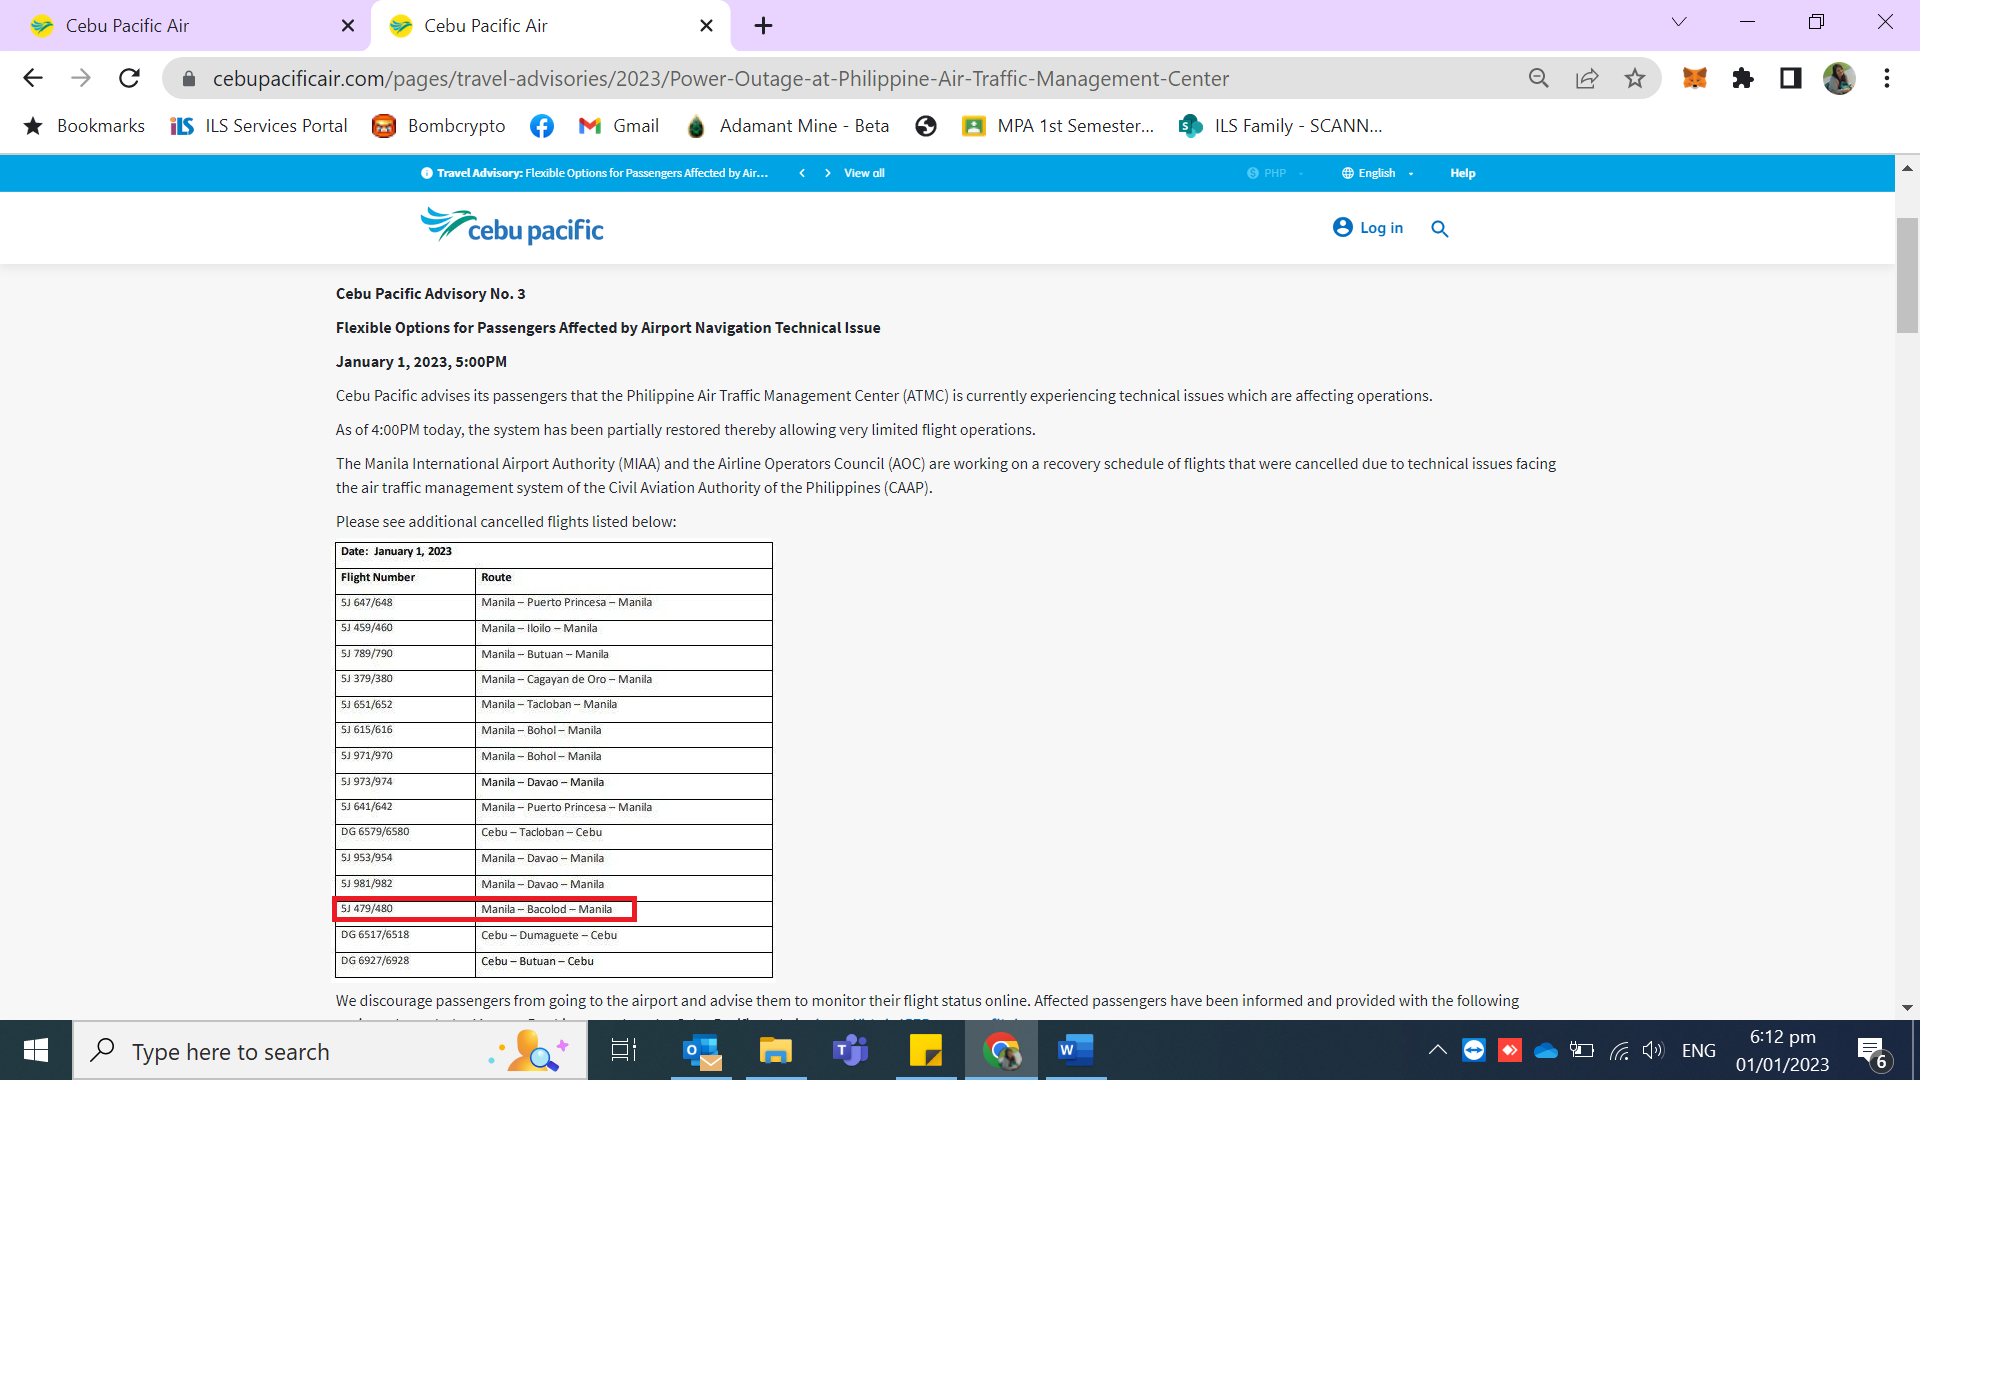 Cebu Pacific Air
Cebu Pacific Air
cebupacificair.com/pages/travel-advisories/2023/Power-Outage-at-Philippine-Air-Traffic-Management-Center
Bookmarks iLS ILS Services Portal Bombcrypto Gmail Adamant Mine - Beta MPA 1st Semester... ILS Family - SCANN...
Travel Advisory: Flexible Options for Passengers Affected by Air... View all PHP English Help
cebu pacific Log in
Cebu Pacific Advisory No. 3
Flexible Options for Passengers Affected by Airport Navigation Technical Issue
January 1, 2023, 5:00PM
Cebu Pacific advises its passengers that the Philippine Air Traffic Management Center (ATMC) is currently experiencing technical issues which are affecting operations.
As of 4:00PM today, the system has been partially restored thereby allowing very limited flight operations.
The Manila International Airport Authority (MIAA) and the Airline Operators Council (AOC) are working on a recovery schedule of flights that were cancelled due to technical issues facing
the air traffic management system of the Civil Aviation Authority of the Philippines (CAAP).
Please see additional cancelled flights listed below:
Date: January 1, 2023
Flight Number Route
5J 647/648 Manila – Puerto Princesa – Manila
5J 459/460 Manila – Iloilo – Manila
5J 789/790 Manila – Butuan – Manila
5J 379/380 Manila – Cagayan de Oro – Manila
5J 651/652 Manila – Tacloban – Manila
5J 615/616 Manila – Bohol – Manila
5J 971/970 Manila – Bohol – Manila
5J 973/974 Manila – Davao – Manila
5J 641/642 Manila – Puerto Princesa – Manila
DG 6579/6580 Cebu – Tacloban – Cebu
5J 953/954 Manila – Davao – Manila
5J 981/982 Manila – Davao – Manila
5J 479/480 Manila – Bacolod – Manila
DG 6517/6518 Cebu – Dumaguete – Cebu
DG 6927/6928 Cebu – Butuan – Cebu
We discourage passengers from going to the airport and advise them to monitor their flight status online. Affected passengers have been informed and provided with the following
Type here to search
ENG
6:12 pm
01/01/2023
6